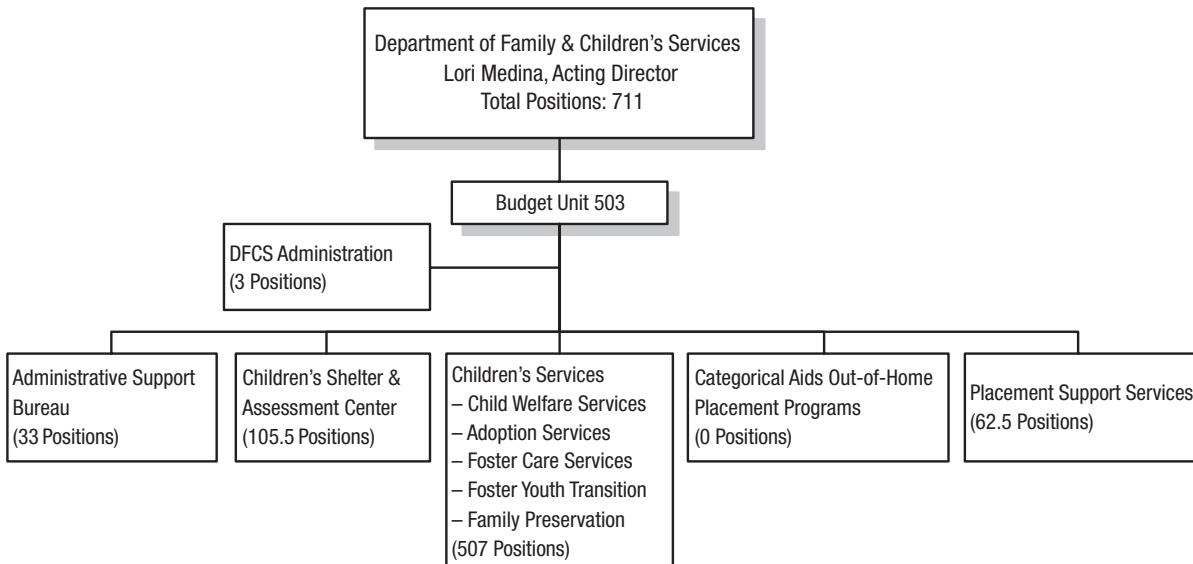 Department of Family & Children’s Services
Lori Medina, Acting Director
Total Positions: 711
Budget Unit 503
DFCS Administration
(3 Positions)
Administrative Support
Bureau
(33 Positions)
Children’s Shelter &
Assessment Center
(105.5 Positions)
Children’s Services
– Child Welfare Services
– Adoption Services
– Foster Care Services
– Foster Youth Transition
– Family Preservation
(507 Positions)
Categorical Aids Out-of-Home
Placement Programs
(0 Positions)
Placement Support Services
(62.5 Positions)